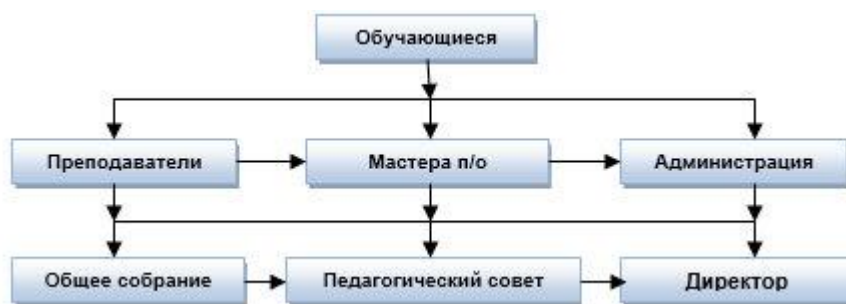 Обучающиеся
Преподаватели
Мастера п/о
Администрация
Общее собрание
Педагогический совет
Директор